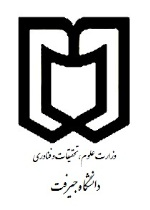 وزارت علوم، تحقیقات و فناوری
دانشگاه جیرفت